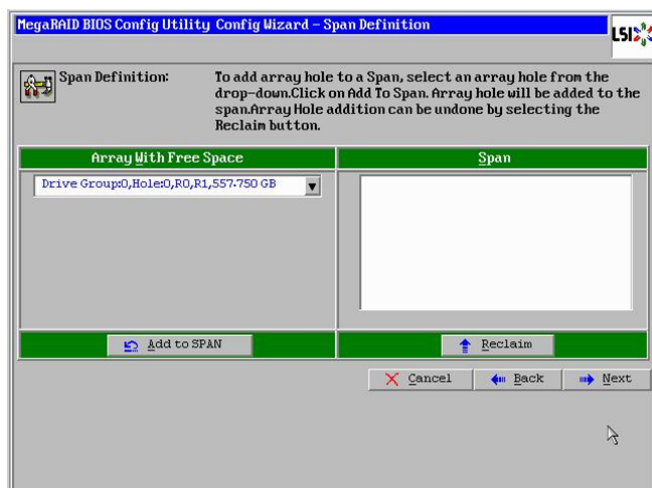 MegaRAID BIOS Config Utility Config Wizard - Span Definition
LSI
Span Definition:
To add array hole to a Span, select an array hole from the
drop-down.Click on Add To Span. Array hole will be added to the
span.Array Hole addition can be undone by selecting the
Reclaim button.
Array With Free Space
Span
Drive Group:0,Hole:0,R0,R1,557.750 GB
Add to SPAN
Reclaim
Cancel
Back
Next